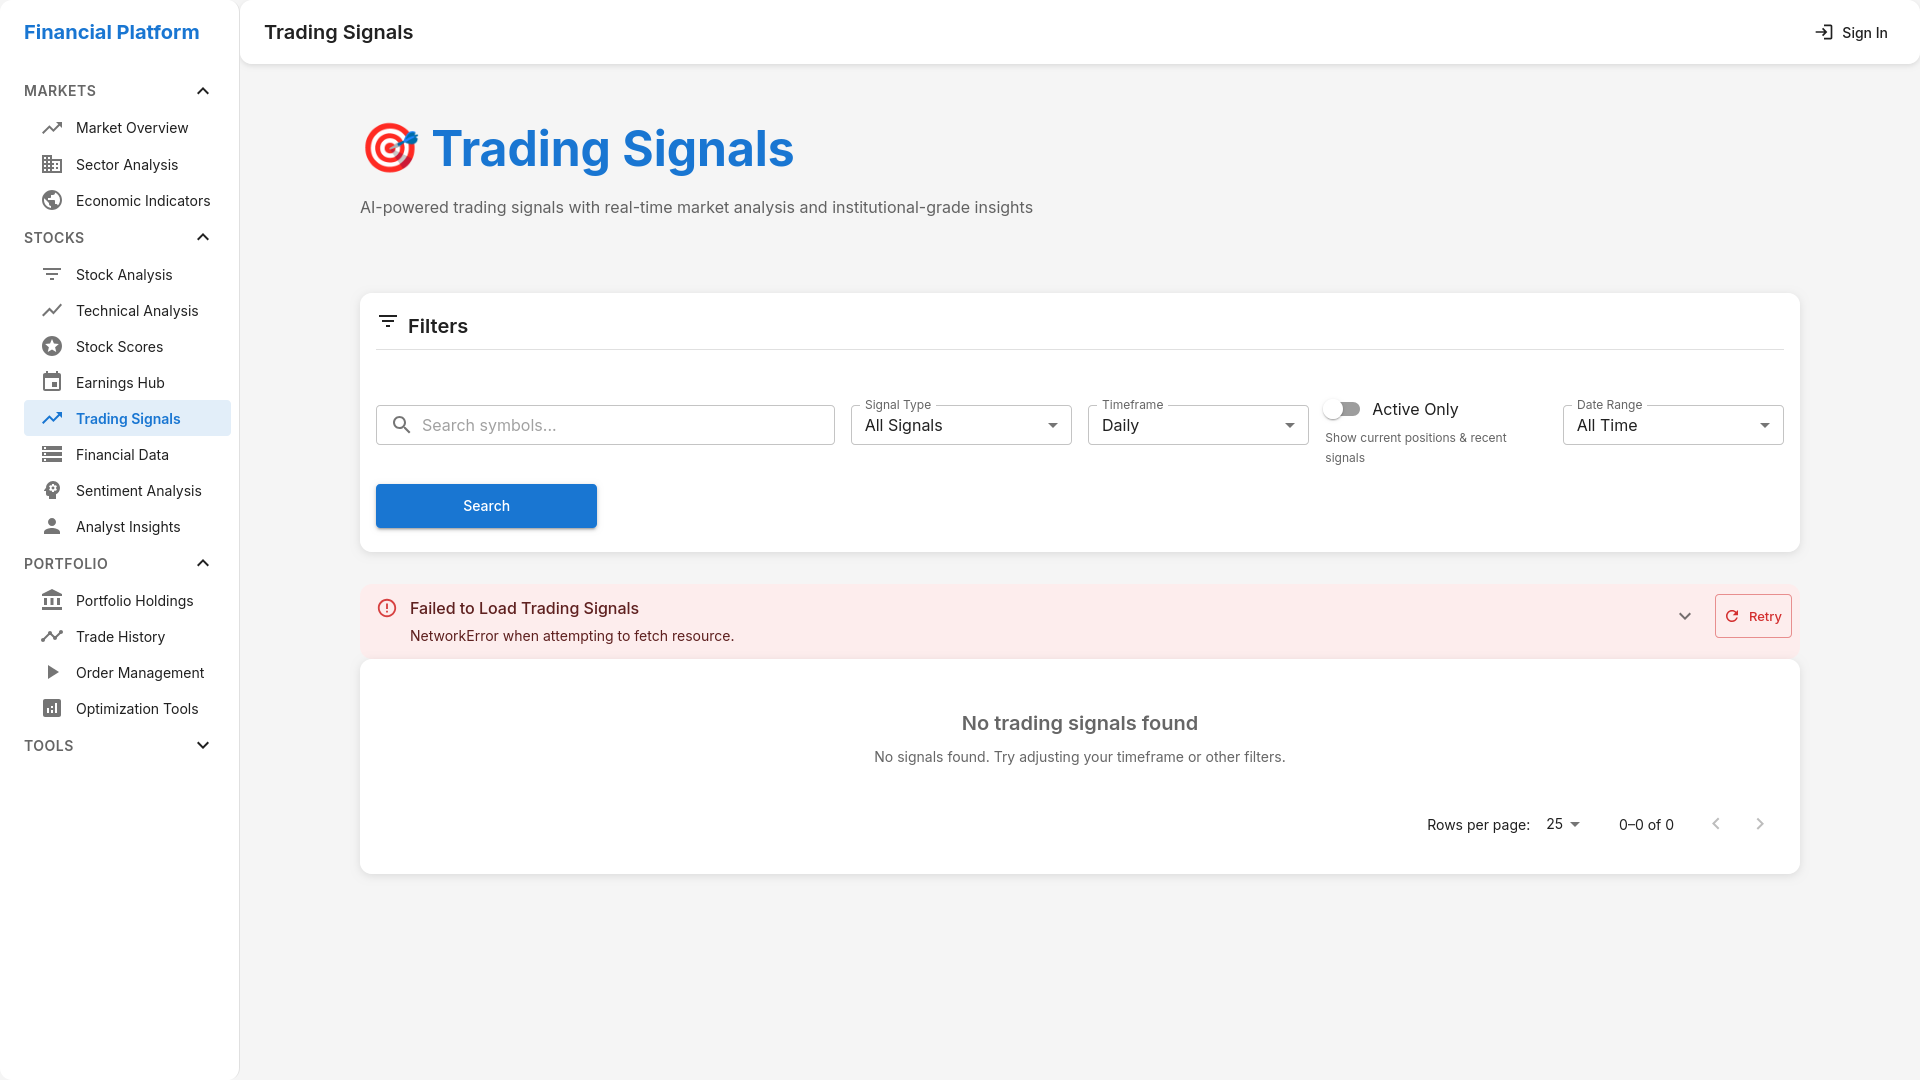 Financial Platform
MARKETS
Market Overview
Sector Analysis
Economic Indicators
STOCKS
Stock Analysis
Technical Analysis
Stock Scores
Earnings Hub
Trading Signals
Financial Data
Sentiment Analysis
Analyst Insights
PORTFOLIO
Portfolio Holdings
Trade History
Order Management
Optimization Tools
TOOLS
Trading Signals
Sign In
Trading Signals
AI-powered trading signals with real-time market analysis and institutional-grade insights
Filters
Search symbols...
Signal Type
All Signals
Timeframe
Daily
Active Only
Show current positions & recent
signals
Date Range
All Time
Search
Failed to Load Trading Signals
NetworkError when attempting to fetch resource.
Retry
No trading signals found
No signals found. Try adjusting your timeframe or other filters.
Rows per page: 25 0–0 of 0